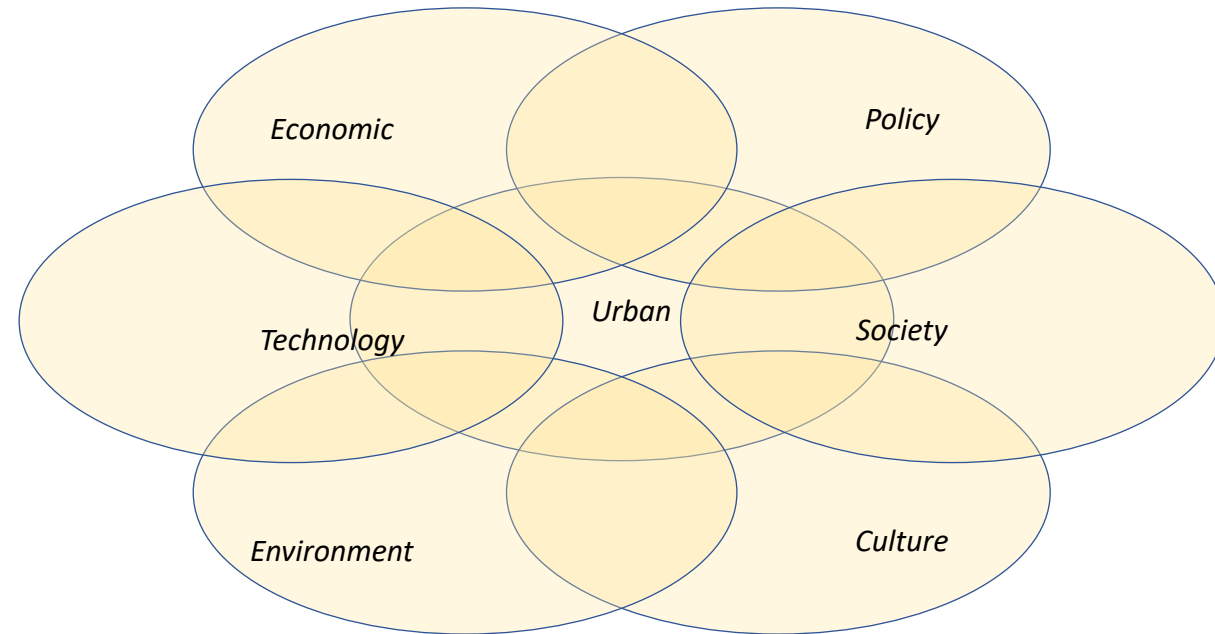 Economic
Policy
Urban
Technology
Society
Environment
Culture